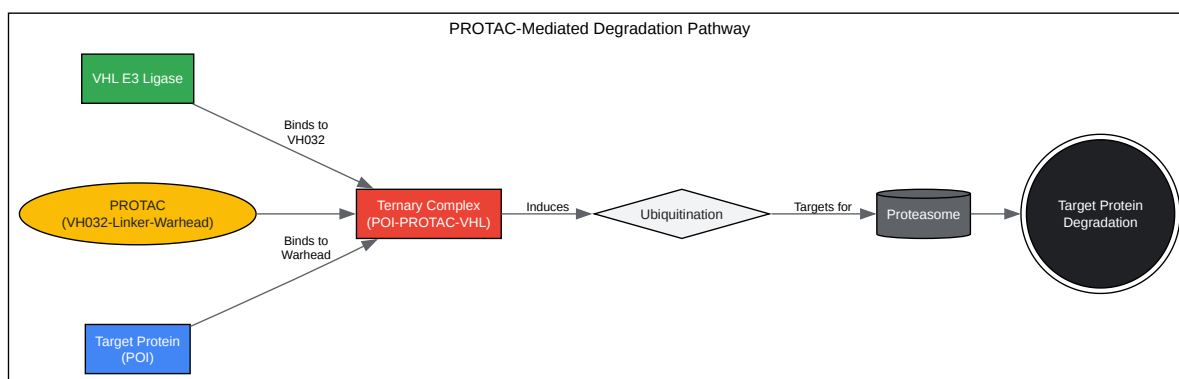 PROTAC-Mediated Degradation Pathway
VHL E3 Ligase
Binds to
VH032
PROTAC
(VH032-Linker-Warhead)
Ternary Complex
(POI-PROTAC-VHL)
Induces
Ubiquitination
Targets for
Proteasome
Target Protein
Degradation
Binds to
Warhead
Target Protein
(POI)